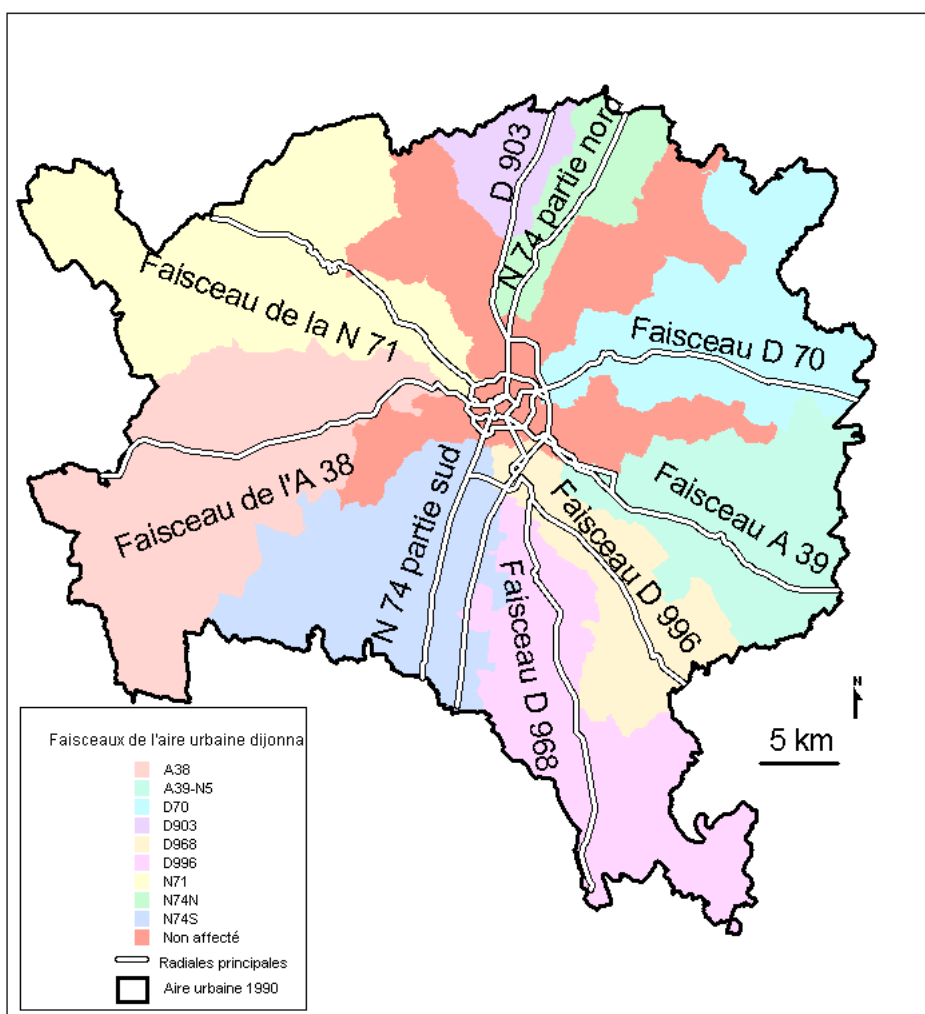 D 903
N 74 partie nord
Faisceau de la N 71
Faisceau D 70
Faisceau de l'A 38
N 74 partie sud
Faisceau A 39
Faisceau D 996
Faisceau D 968
N
5 km
Faisceaux de l'aire urbaine dijonna
A38
A39-N5
D70
D903
D968
D996
N71
N74N
N74S
Non affecté
Radiales principales
Aire urbaine 1990